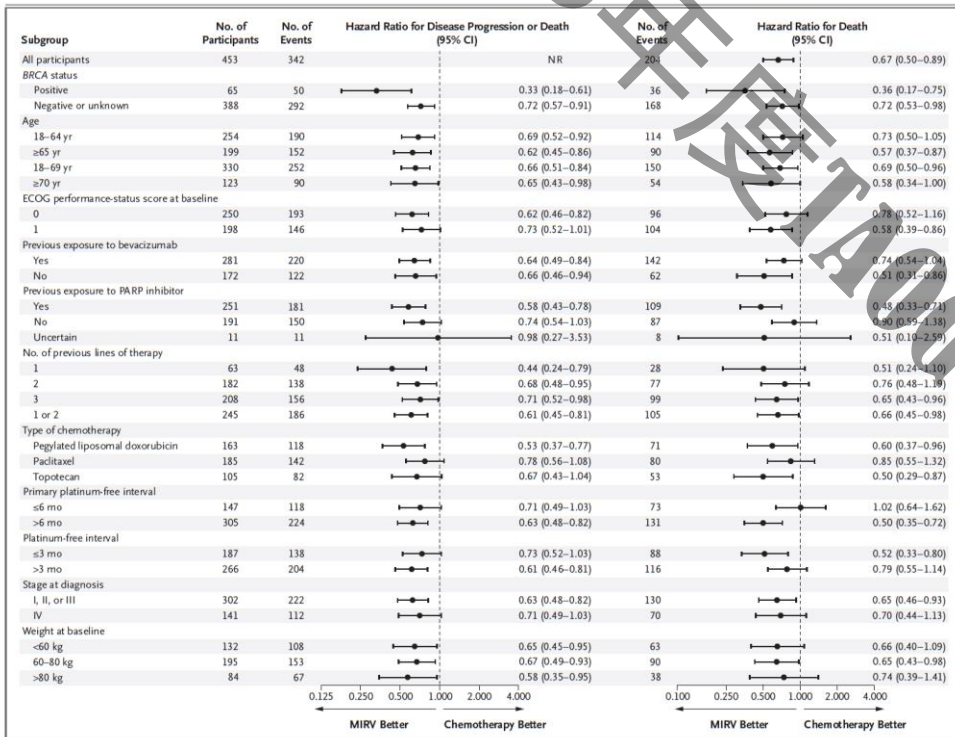 Subgroup No. of Participants No. of Events Hazard Ratio for Disease Progression or Death (95% CI) No. of Events Hazard Ratio for Death (95% CI)
All participants 453 342 NR 204 0.67 (0.50–0.89)
BRCA status
Positive 65 50 0.33 (0.18–0.61) 36 0.36 (0.17–0.75)
Negative or unknown 388 292 0.72 (0.57–0.91) 168 0.72 (0.53–0.98)
Age
18–64 yr 254 190 0.69 (0.52–0.92) 114 0.73 (0.50–1.05)
≥65 yr 199 152 0.62 (0.45–0.86) 90 0.57 (0.37–0.87)
18–69 yr 330 252 0.66 (0.51–0.84) 150 0.69 (0.50–0.96)
≥70 yr 123 90 0.65 (0.43–0.98) 54 0.58 (0.34–1.00)
ECOG performance-status score at baseline
0 250 193 0.62 (0.46–0.82) 96 0.78 (0.52–1.16)
1 198 146 0.73 (0.52–1.01) 104 0.58 (0.39–0.86)
Previous exposure to bevacizumab
Yes 281 220 0.64 (0.49–0.84) 142 0.74 (0.54–1.04)
No 172 122 0.66 (0.46–0.94) 62 0.51 (0.31–0.86)
Previous exposure to PARP inhibitor
Yes 251 181 0.58 (0.43–0.78) 109 0.48 (0.33–0.71)
No 191 150 0.74 (0.54–1.03) 87 0.90 (0.59–1.38)
Uncertain 11 11 0.98 (0.27–3.53) 8 0.51 (0.10–2.59)
No. of previous lines of therapy
1 63 48 0.44 (0.24–0.79) 28 0.51 (0.24–1.10)
2 182 138 0.68 (0.48–0.95) 77 0.76 (0.48–1.19)
3 208 156 0.71 (0.52–0.98) 99 0.65 (0.43–0.96)
1 or 2 245 186 0.61 (0.45–0.81) 105 0.66 (0.45–0.98)
Type of chemotherapy
Pegylated liposomal doxorubicin 163 118 0.53 (0.37–0.77) 71 0.60 (0.37–0.96)
Paclitaxel 185 142 0.78 (0.56–1.08) 80 0.85 (0.55–1.32)
Topotecan 105 82 0.67 (0.43–1.04) 53 0.50 (0.29–0.87)
Primary platinum-free interval
≤6 mo 147 118 0.71 (0.49–1.03) 73 1.02 (0.64–1.62)
>6 mo 305 224 0.63 (0.48–0.82) 131 0.50 (0.35–0.72)
Platinum-free interval
≤3 mo 187 138 0.73 (0.52–1.03) 88 0.52 (0.33–0.80)
>3 mo 266 204 0.61 (0.46–0.81) 116 0.79 (0.55–1.14)
Stage at diagnosis
I, II, or III 302 222 0.63 (0.48–0.82) 130 0.65 (0.46–0.93)
IV 141 112 0.71 (0.49–1.03) 70 0.70 (0.44–1.13)
Weight at baseline
<60 kg 132 108 0.65 (0.45–0.95) 63 0.66 (0.40–1.09)
60–80 kg 195 153 0.67 (0.49–0.93) 90 0.65 (0.43–0.98)
>80 kg 84 67 0.58 (0.35–0.95) 38 0.74 (0.39–1.41)
0.125 0.250 0.500 1.000 2.000 4.000 0.100 0.250 0.500 1.000 2.000 4.000
MIRV Better Chemotherapy Better MIRV Better Chemotherapy Better
年度TAOU